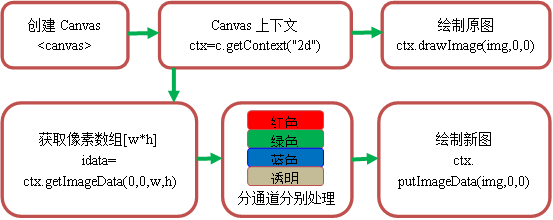 创建 Canvas
<canvas>
Canvas 上下文
ctx=c.getContext("2d")
绘制原图
ctx.drawImage(img,0,0)
获取像素数组[w*h]
idata=
ctx.getImageData(0,0,w,h)
红色
绿色
蓝色
透明
分通道分别处理
绘制新图
ctx.
putImageData(img,0,0)